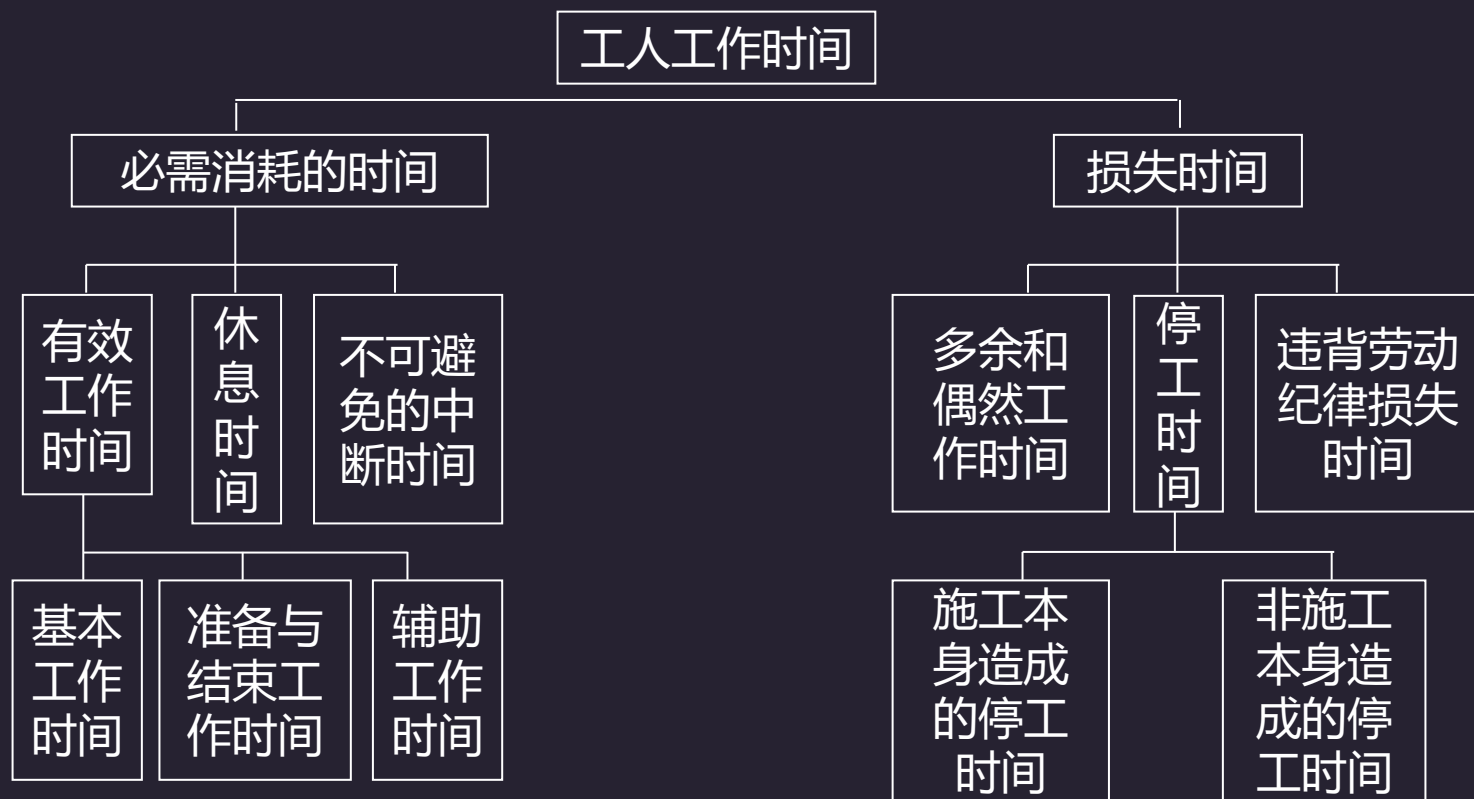 工人工作时间
必需消耗的时间
损失时间
有效
工作
时间
休
息
时
间
不可避
免的中
断时间
多余和
偶然工
作时间
停
工
时
间
违背劳动
纪律损失
时间
基本
工作
时间
准备与
结束工
作时间
辅助
工作
时间
施工本
身造成
的停工
时间
非施工
本身造
成的停
工时间